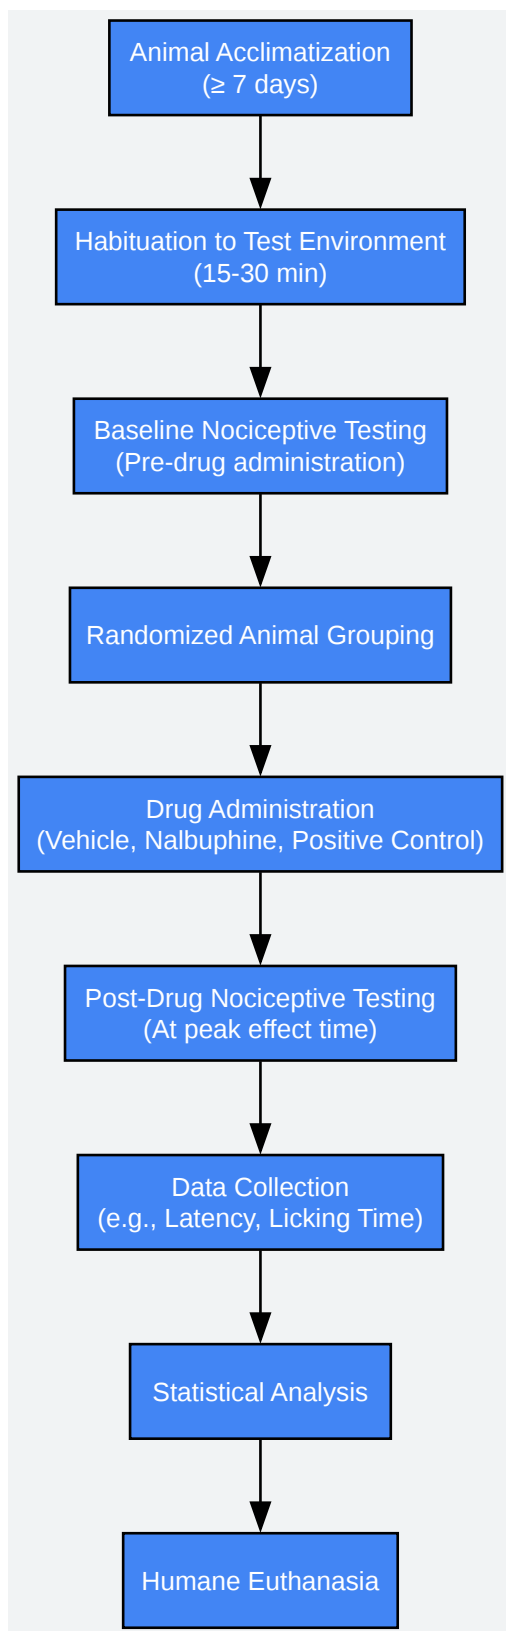 Animal Acclimatization
(≥ 7 days)
Habituation to Test Environment
(15-30 min)
Baseline Nociceptive Testing
(Pre-drug administration)
Randomized Animal Grouping
Drug Administration
(Vehicle, Nalbuphine, Positive Control)
Post-Drug Nociceptive Testing
(At peak effect time)
Data Collection
(e.g., Latency, Licking Time)
Statistical Analysis
Humane Euthanasia